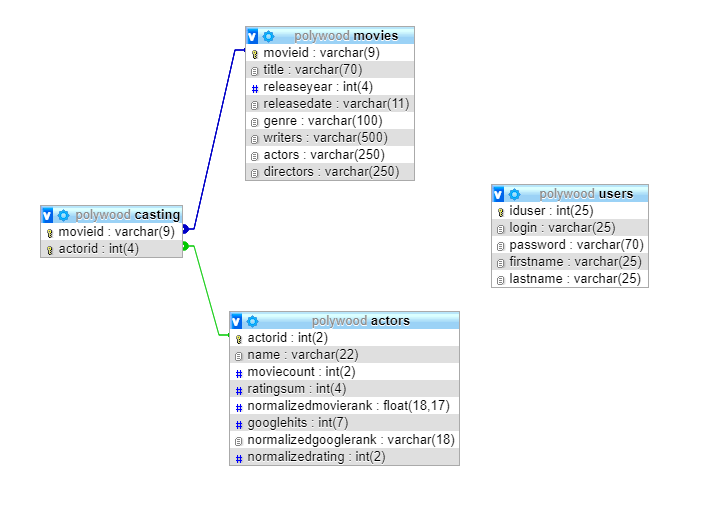 polywood movies
movieid : varchar(9)
title : varchar(70)
releaseyear : int(4)
releasedate : varchar(11)
genre : varchar(100)
writers : varchar(500)
actors : varchar(250)
directors : varchar(250)
polywood users
iduser : int(25)
login : varchar(25)
password : varchar(70)
firstname : varchar(25)
lastname : varchar(25)
polywood casting
movieid : varchar(9)
actorid : int(4)
polywood actors
actorid : int(2)
name : varchar(22)
moviecount : int(2)
ratingsum : int(4)
normalizedmovierank : float(18,17)
googlehits : int(7)
normalizedgooglerank : varchar(18)
normalizedrating : int(2)